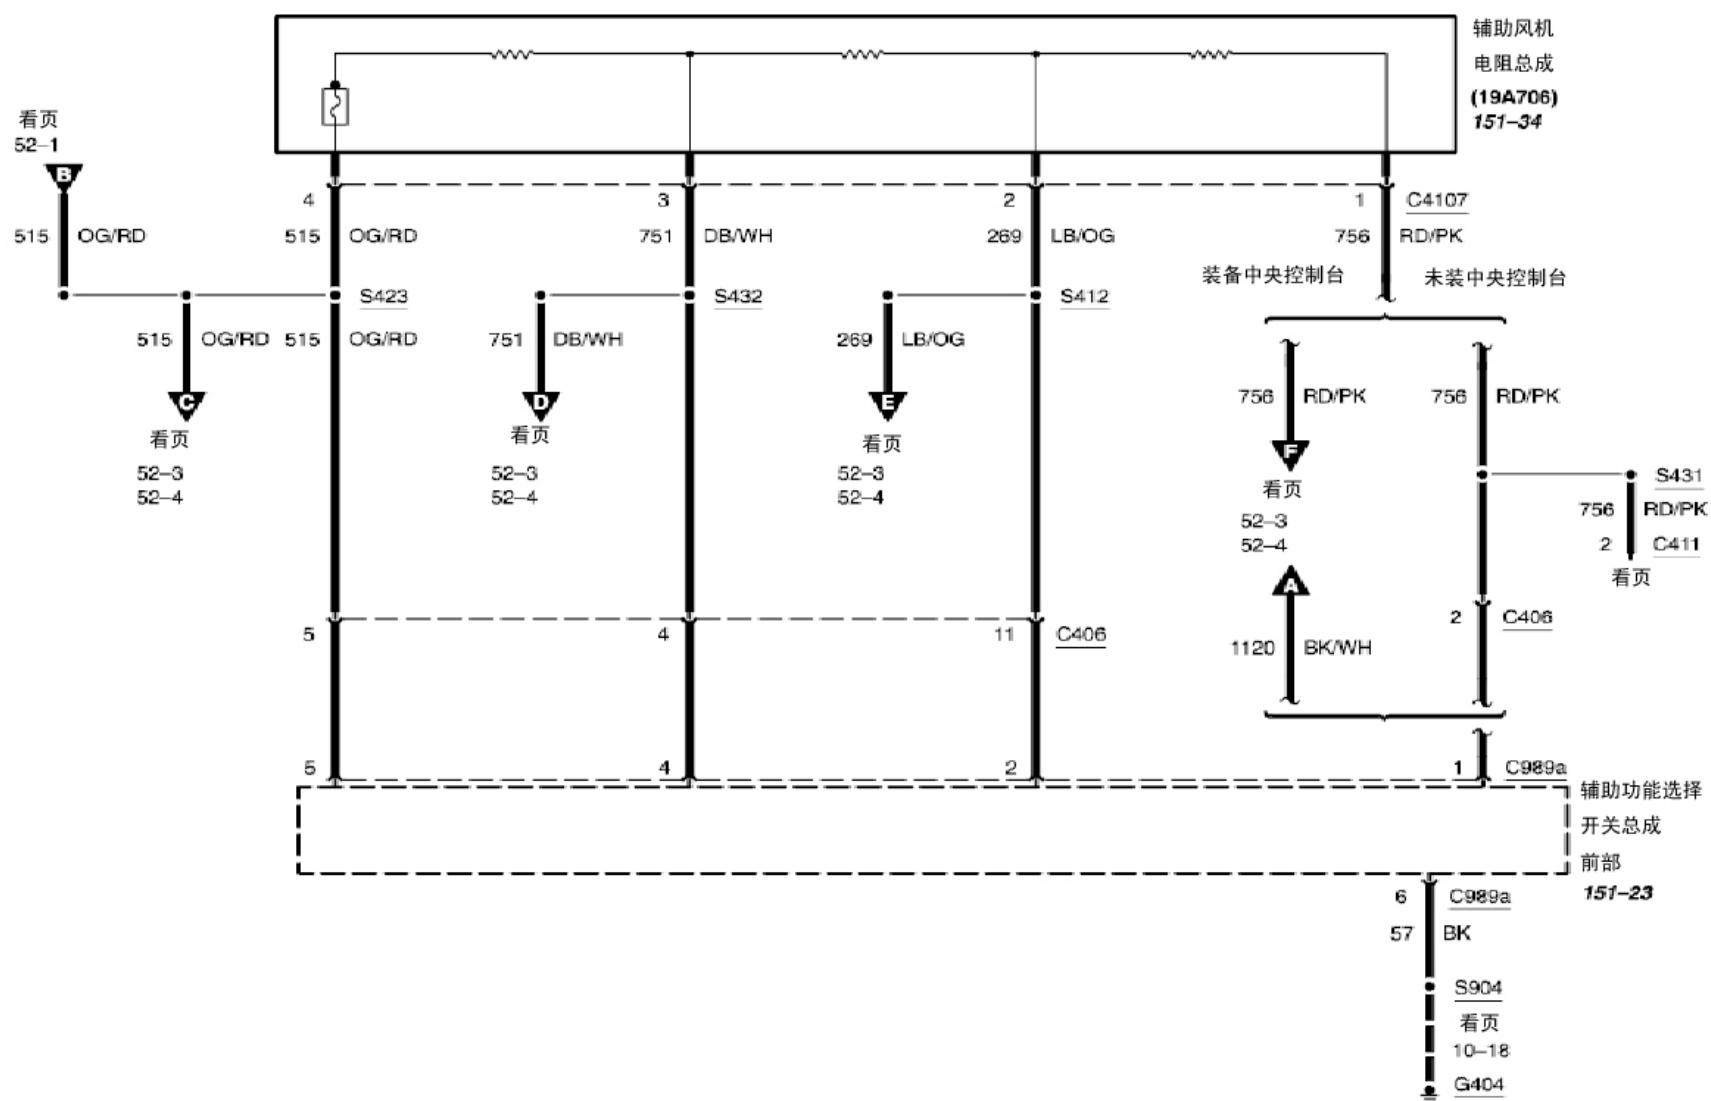 辅助风机
电阻总成
(19A706)
151–34
看页
52–1
B
4
3
2
1
C4107
515
OG/RD
515
OG/RD
751
DB/WH
269
LB/OG
756
RD/PK
装备中央控制台
未装中央控制台
S423
S432
S412
515
OG/RD
515
OG/RD
751
DB/WH
269
LB/OG
756
RD/PK
756
RD/PK
C
D
E
F
看页
看页
看页
看页
52–3
52–4
52–3
52–4
52–3
52–4
52–3
52–4
S431
756
RD/PK
2
C411
看页
A
5
4
11
C406
2
C406
1120
BK/WH
5
4
2
1
C989a
辅助功能选择
开关总成
前部
151–23
6
C989a
57
BK
S904
看页
10–18
G404